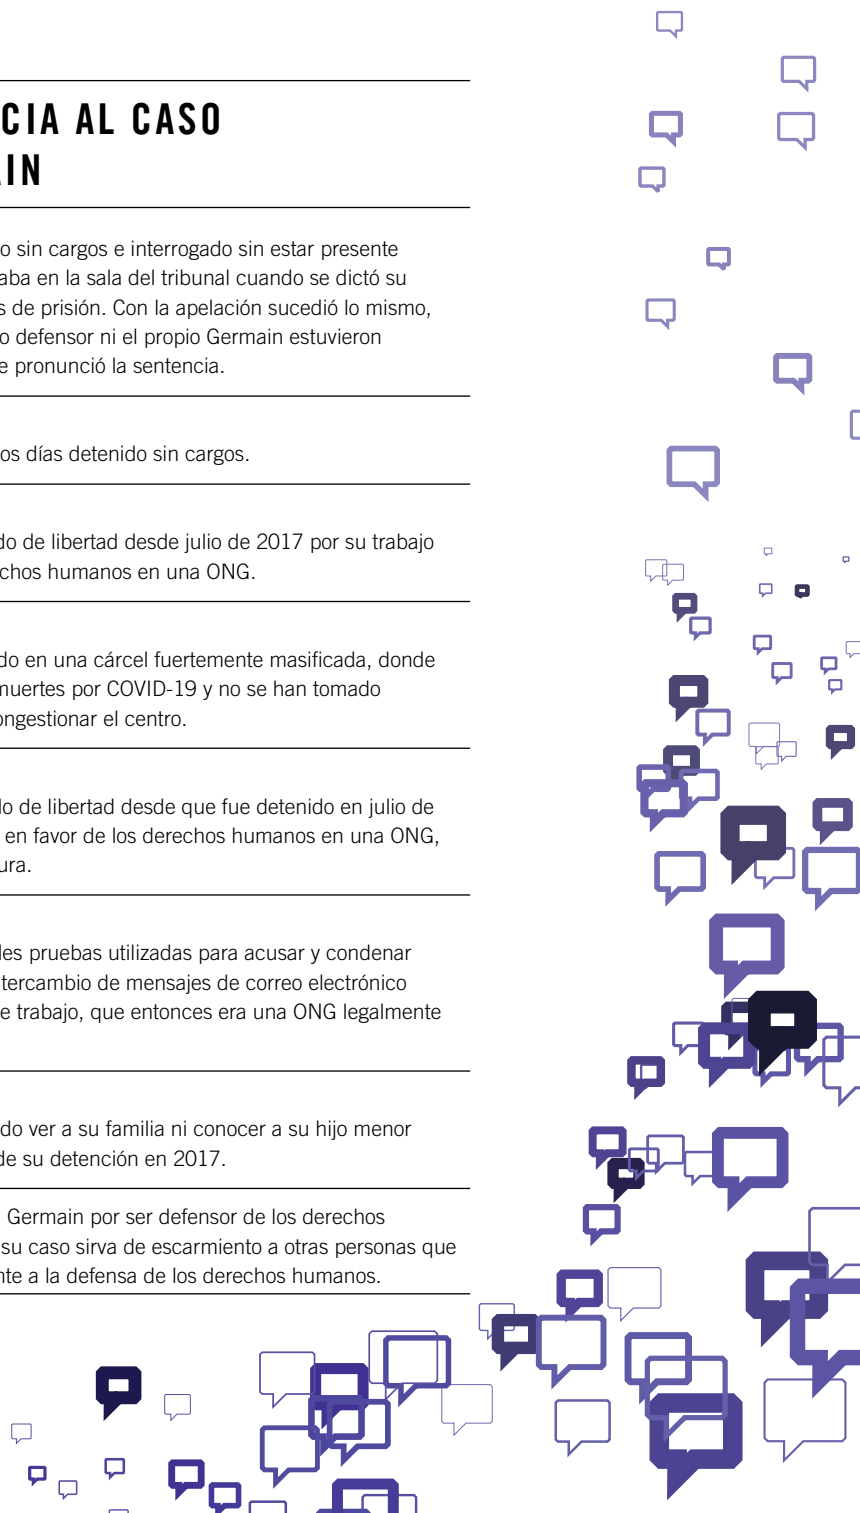 CIA AL CASO
IN
o sin cargos e interrogado sin estar presente
aba en la sala del tribunal cuando se dictó su
s de prisión. Con la apelación sucedió lo mismo,
o defensor ni el propio Germain estuvieron
e pronunció la sentencia.
os días detenido sin cargos.
do de libertad desde julio de 2017 por su trabajo
chos humanos en una ONG.
do en una cárcel fuertemente masificada, donde
muertes por COVID-19 y no se han tomado
ongestionar el centro.
do de libertad desde que fue detenido en julio de
en favor de los derechos humanos en una ONG,
ura.
les pruebas utilizadas para acusar y condenar
ntercambio de mensajes de correo electrónico
e trabajo, que entonces era una ONG legalmente
do ver a su familia ni conocer a su hijo menor
de su detención en 2017.
Germain por ser defensor de los derechos
su caso sirva de escarmiento a otras personas que
nte a la defensa de los derechos humanos.